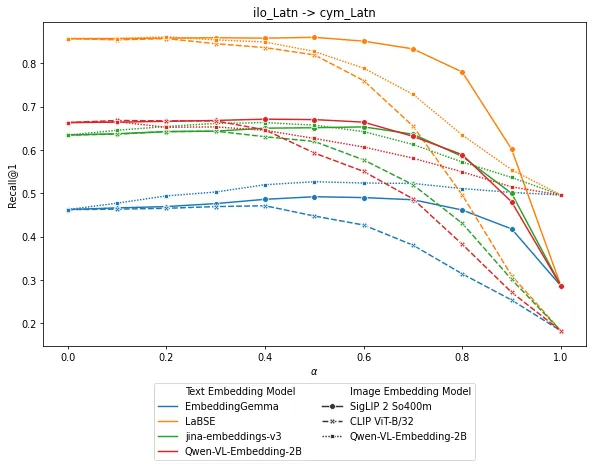 ilo_Latn -> cym_Latn
Recall@1
0.8
0.7
0.6
0.5
0.4
0.3
0.2
0.0 0.2 0.4 0.6 0.8 1.0
α
Text Embedding Model Image Embedding Model
EmbeddingGemma SigLIP 2 So400m
LaBSE CLIP ViT-B/32
jina-embeddings-v3 Qwen-VL-Embedding-2B
Qwen-VL-Embedding-2B